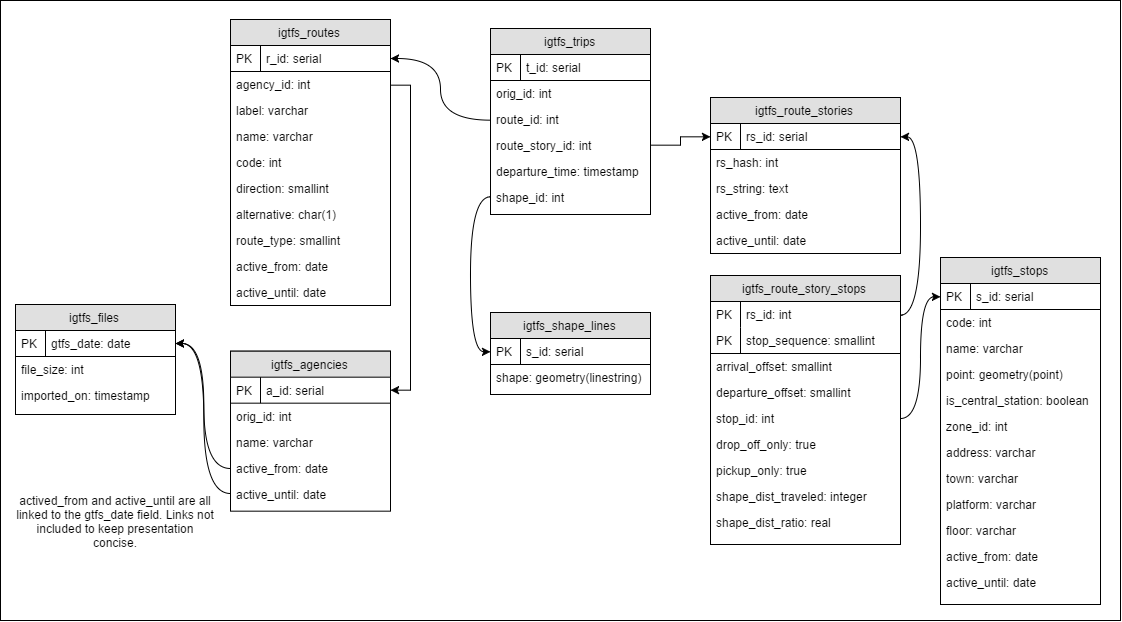 igtfs_routes
PK r_id: serial
agency_id: int
label: varchar
name: varchar
code: int
direction: smallint
alternative: char(1)
route_type: smallint
active_from: date
active_until: date
igtfs_trips
PK t_id: serial
orig_id: int
route_id: int
route_story_id: int
departure_time: timestamp
shape_id: int
igtfs_route_stories
PK rs_id: serial
rs_hash: int
rs_string: text
active_from: date
active_until: date
igtfs_files
PK gtfs_date: date
file_size: int
imported_on: timestamp
igtfs_agencies
PK a_id: serial
orig_id: int
name: varchar
active_from: date
active_until: date
igtfs_shape_lines
PK s_id: serial
shape: geometry(linestring)
igtfs_route_story_stops
PK rs_id: int
PK stop_sequence: smallint
arrival_offset: smallint
departure_offset: smallint
stop_id: int
drop_off_only: true
pickup_only: true
shape_dist_traveled: integer
shape_dist_ratio: real
igtfs_stops
PK s_id: serial
code: int
name: varchar
point: geometry(point)
is_central_station: boolean
zone_id: int
address: varchar
town: varchar
platform: varchar
floor: varchar
active_from: date
active_until: date
actived_from and active_until are all
linked to the gtfs_date field. Links not
included to keep presentation
concise.